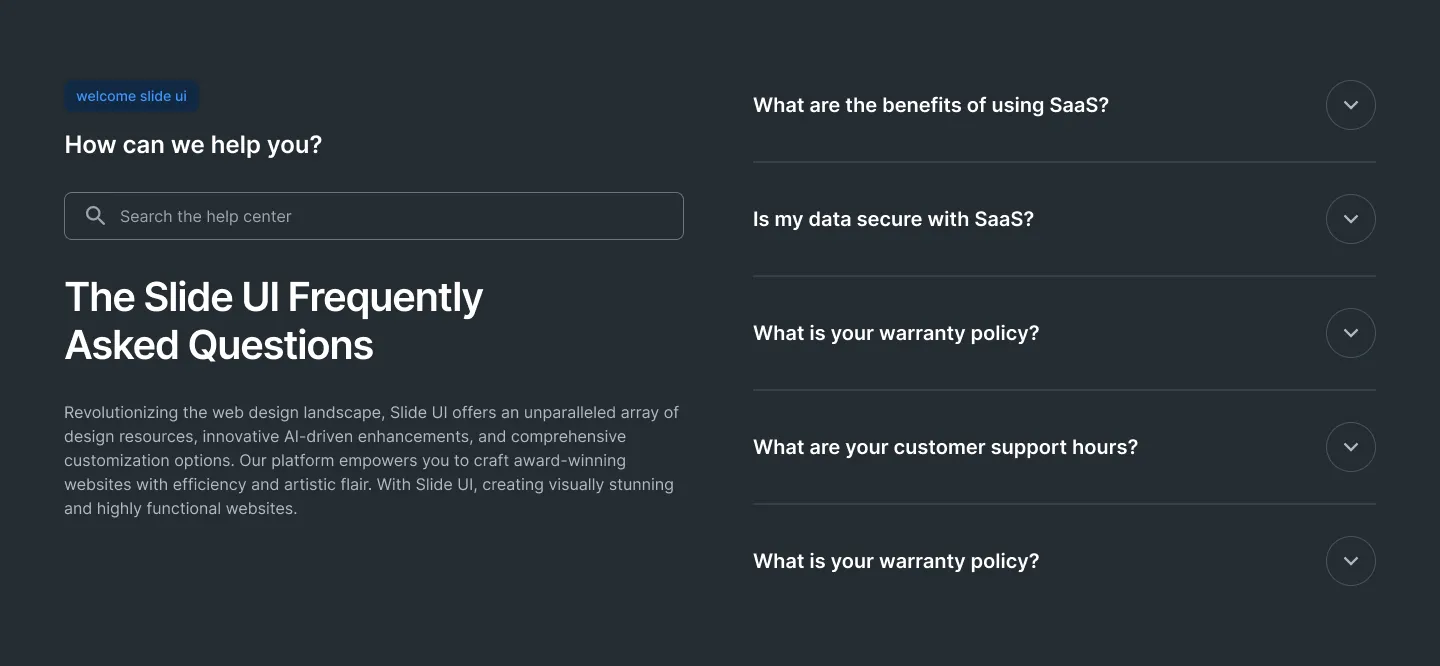 welcome slide ui
How can we help you?
Search the help center
The Slide UI Frequently
Asked Questions
Revolutionizing the web design landscape, Slide UI offers an unparalleled array of
design resources, innovative AI-driven enhancements, and comprehensive
customization options. Our platform empowers you to craft award-winning
websites with efficiency and artistic flair. With Slide UI, creating visually stunning
and highly functional websites.
What are the benefits of using SaaS?
Is my data secure with SaaS?
What is your warranty policy?
What are your customer support hours?
What is your warranty policy?